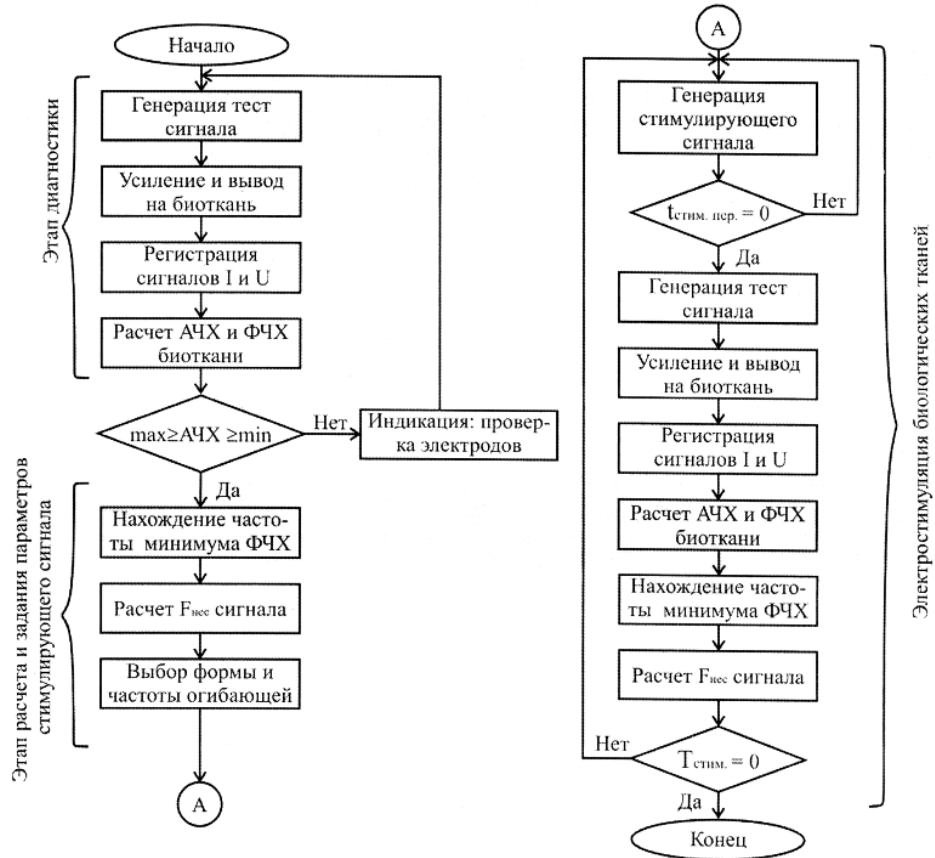 Начало
Этап диагностики
Генерация тест
сигнала
Усиление и вывод
на биоткань
Регистрация
сигналов I и U
Расчет АЧХ и ФЧХ
биоткани
max≥АЧХ ≥min
Нет
Индикация: провер-
ка электродов
Да
Этап расчета и задания параметров
стимулирующего сигнала
Нахождение часто-
ты минимума ФЧХ
Расчет Fнес сигнала
Выбор формы и
частоты огибающей
А
А
Электростимуляция биологических тканей
Генерация
стимулирующего
сигнала
tстим. пер. = 0
Нет
Да
Генерация тест
сигнала
Усиление и вывод
на биоткань
Регистрация
сигналов I и U
Расчет АЧХ и ФЧХ
биоткани
Нахождение часто-
ты минимума ФЧХ
Расчет Fнес сигнала
Нет
Tстим. = 0
Да
Конец